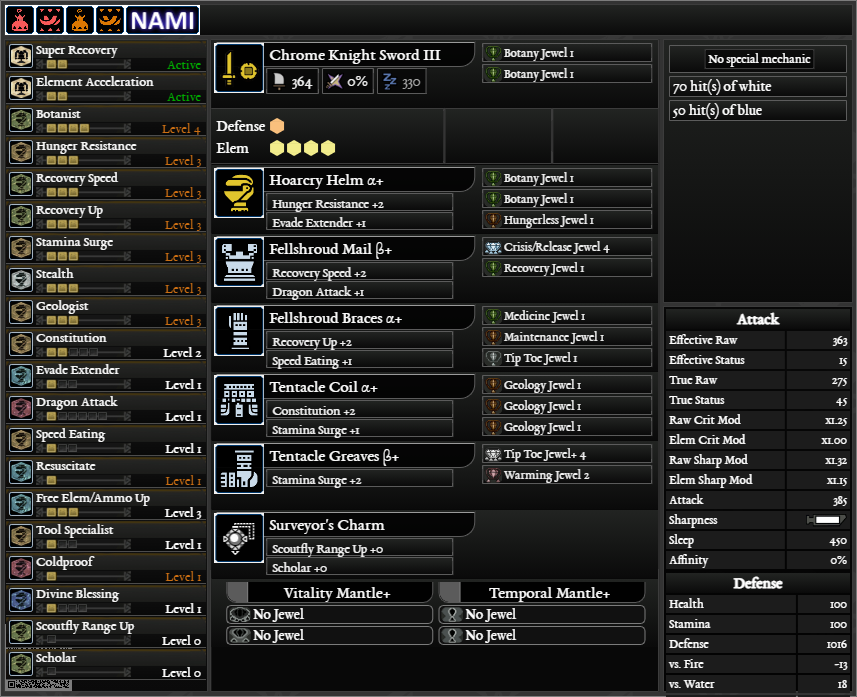 NAMI
Super Recovery
Active
Element Acceleration
Active
Botanist
Level 4
Hunger Resistance
Level 3
Recovery Speed
Level 3
Recovery Up
Level 3
Stamina Surge
Level 3
Stealth
Level 3
Geologist
Level 3
Constitution
Level 2
Evade Extender
Level 1
Dragon Attack
Level 1
Speed Eating
Level 1
Resuscitate
Level 1
Free Elem/Ammo Up
Level 3
Tool Specialist
Level 1
Coldproof
Level 1
Divine Blessing
Level 1
Scoutfly Range Up
Level 0
Scholar
Level 0
Chrome Knight Sword III
364 0% 330
Botany Jewel 1
Botany Jewel 1
Defense
Elem
Hoarcry Helm α+
Hunger Resistance +2
Evade Extender +1
Botany Jewel 1
Botany Jewel 1
Hungerless Jewel 1
Fellshroud Mail β+
Recovery Speed +2
Dragon Attack +1
Crisis/Release Jewel 4
Recovery Jewel 1
Fellshroud Braces α+
Recovery Up +2
Speed Eating +1
Medicine Jewel 1
Maintenance Jewel 1
Tip Toe Jewel 1
Tentacle Coil α+
Constitution +2
Stamina Surge +1
Geology Jewel 1
Geology Jewel 1
Geology Jewel 1
Tentacle Greaves β+
Stamina Surge +2
Tip Toe Jewel+ 4
Warming Jewel 2
Surveyor's Charm
Scoutfly Range Up +0
Scholar +0
Vitality Mantle+
No Jewel
No Jewel
Temporal Mantle+
No Jewel
No Jewel
No special mechanic
70 hit(s) of white
50 hit(s) of blue
Attack
Effective Raw 363
Effective Status 15
True Raw 275
True Status 45
Raw Crit Mod x1.25
Elem Crit Mod x1.00
Raw Sharp Mod x1.32
Elem Sharp Mod x1.15
Attack 385
Sharpness
Sleep 450
Affinity 0%
Defense
Health 100
Stamina 100
Defense 1016
vs. Fire -13
vs. Water 18